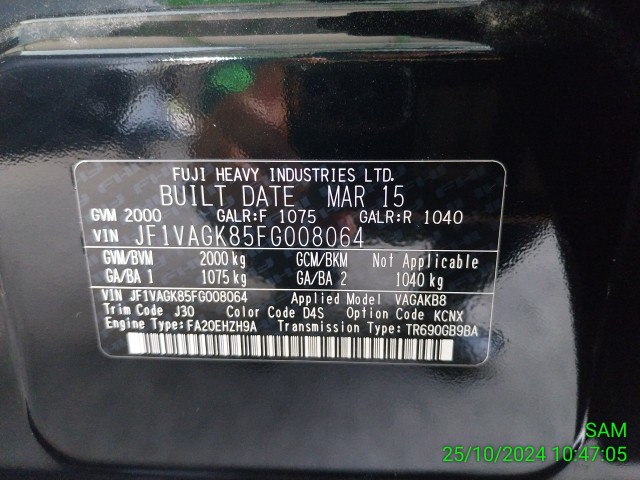 FUJI HEAVY INDUSTRIES LTD.
BUILT DATE MAR 15
GVM 2000 GALR:F 1075 GALR:R 1040
VIN JF1VAGK85FG008064
GVM/BVM 2000 kg GCM/BKM Not Applicable
GA/BA 1 1075 kg GA/BA 2 1040 kg
VIN JF1VAGK85FG008064 Applied Model VAGAKB8
Trim Code J30 Color Code D4S Option Code KCNX
Engine Type:FA20EHZH9A Transmission Type:TR690GB9BA
SAM
25/10/2024 10:47:05